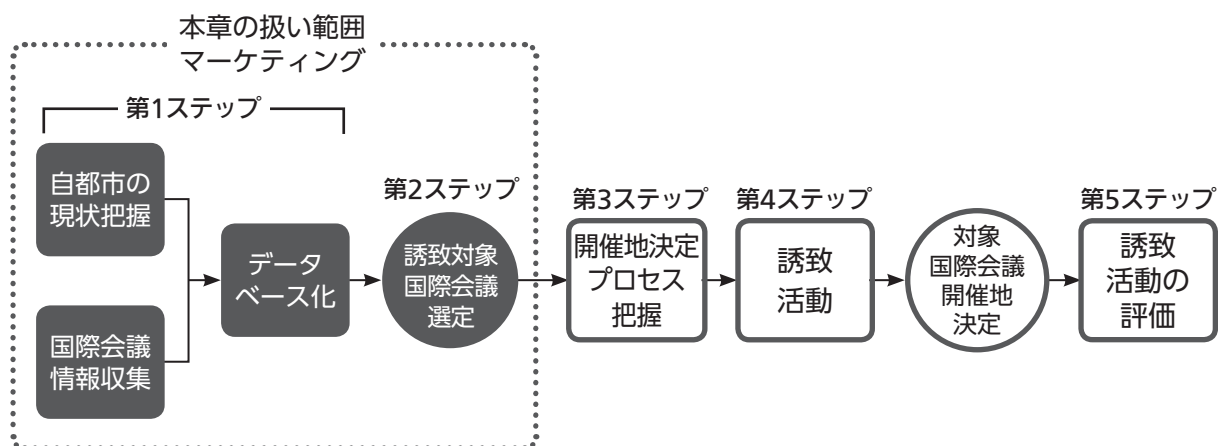 本章の扱い範囲
マーケティング
第1ステップ
自都市の
現状把握
国際会議
情報収集
データ
ベース化
第2ステップ
誘致対象
国際会議
選定
第3ステップ
開催地決定
プロセス
把握
第4ステップ
誘致
活動
対象
国際会議
開催地
決定
第5ステップ
誘致
活動の
評価